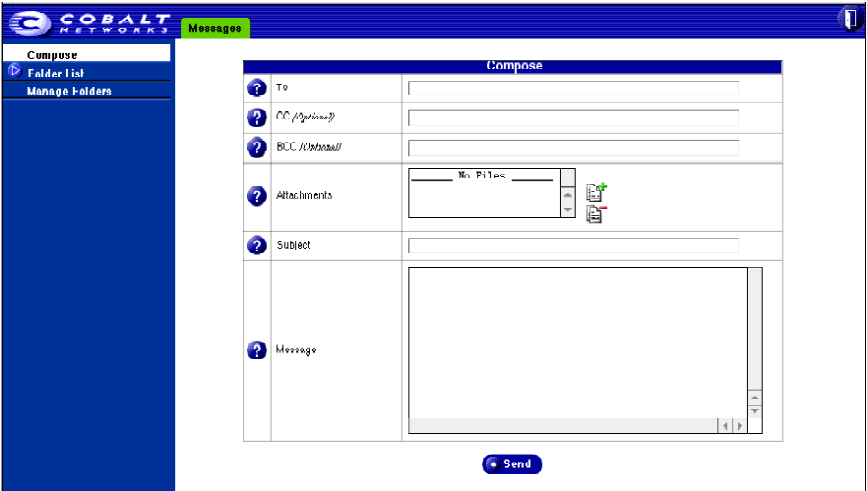 COBALT
NETWORKS
Messages
Compose
Folder List
Manage Folders
Compose
To
CC (Optional)
BCC (Optional)
No Files
Attachments
Subject
Message
Send